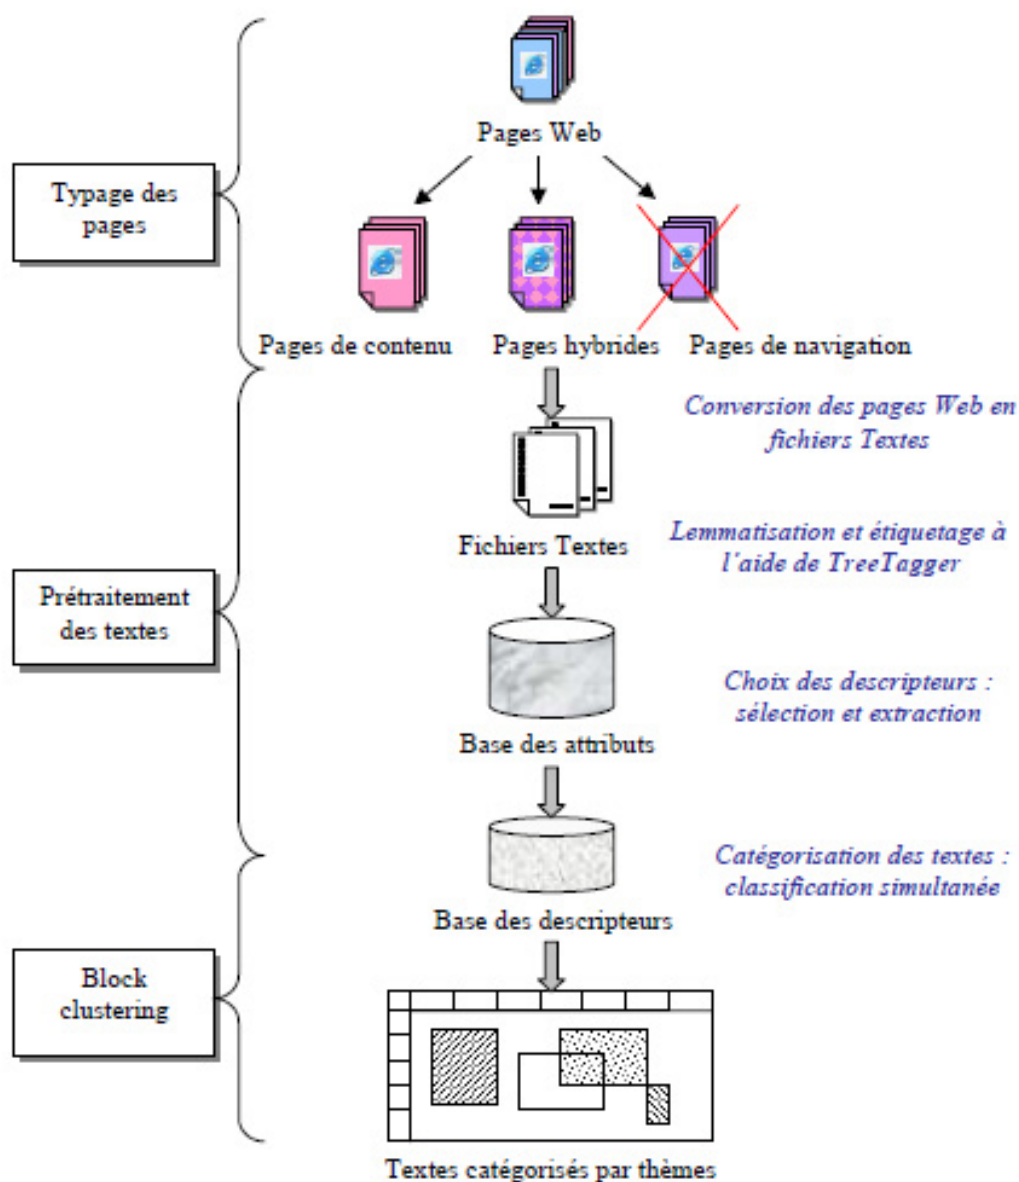 Pages Web
Typage des
pages
Pages de contenu
Pages hybrides
Pages de navigation
Conversion des pages Web en
fichiers Textes
Fichiers Textes
Lemmatisation et étiquetage à
l'aide de TreeTagger
Prétraitement
des textes
Choix des descripteurs :
sélection et extraction
Base des attributs
Catégorisation des textes :
classification simultanée
Base des descripteurs
Block
clustering
Textes catégorisés par thèmes